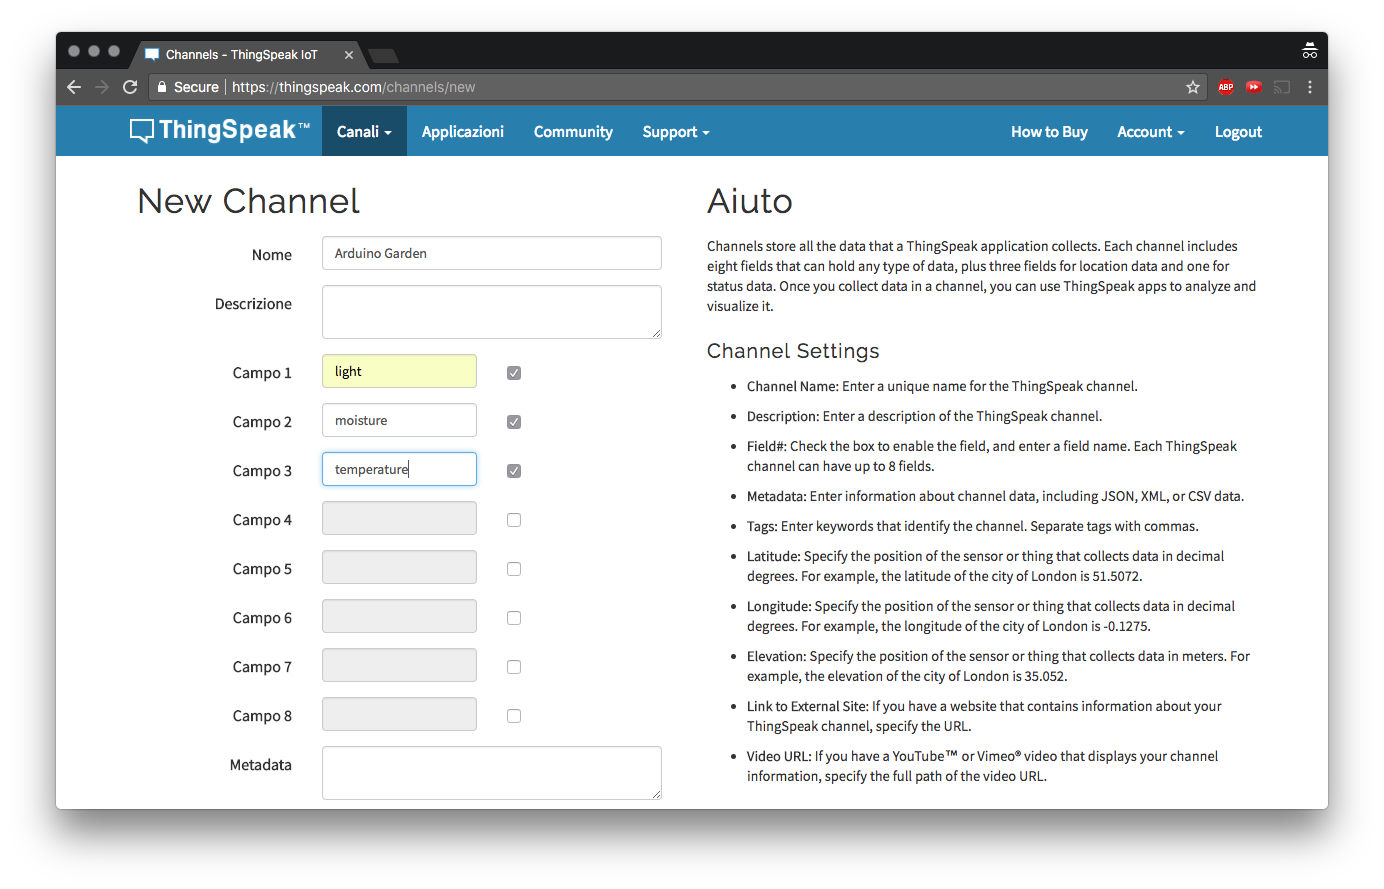 Channels - ThingSpeak IoT
Secure https://thingspeak.com/channels/new
ABP
ThingSpeak™ Canali Applicazioni Community Support How to Buy Account Logout
New Channel
Nome Arduino Garden
Descrizione
Campo 1 light
Campo 2 moisture
Campo 3 temperature
Campo 4
Campo 5
Campo 6
Campo 7
Campo 8
Metadata
Aiuto
Channels store all the data that a ThingSpeak application collects. Each channel includes
eight fields that can hold any type of data, plus three fields for location data and one for
status data. Once you collect data in a channel, you can use ThingSpeak apps to analyze and
visualize it.
Channel Settings
• Channel Name: Enter a unique name for the ThingSpeak channel.
• Description: Enter a description of the ThingSpeak channel.
• Field#: Check the box to enable the field, and enter a field name. Each ThingSpeak
channel can have up to 8 fields.
• Metadata: Enter information about channel data, including JSON, XML, or CSV data.
• Tags: Enter keywords that identify the channel. Separate tags with commas.
• Latitude: Specify the position of the sensor or thing that collects data in decimal
degrees. For example, the latitude of the city of London is 51.5072.
• Longitude: Specify the position of the sensor or thing that collects data in decimal
degrees. For example, the longitude of the city of London is -0.1275.
• Elevation: Specify the position of the sensor or thing that collects data in meters. For
example, the elevation of the city of London is 35.052.
• Link to External Site: If you have a website that contains information about your
ThingSpeak channel, specify the URL.
• Video URL: If you have a YouTube™ or Vimeo® video that displays your channel
information, specify the full path of the video URL.